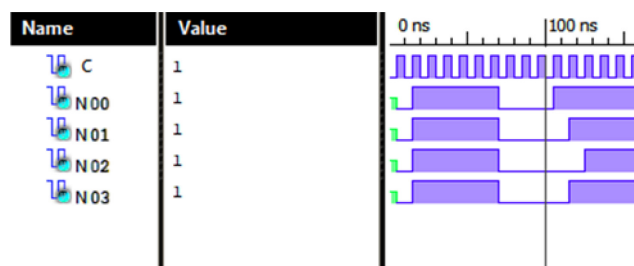 Name Value 0 ns 100 ns
C 1
N00 1
N01 1
N02 1
N03 1